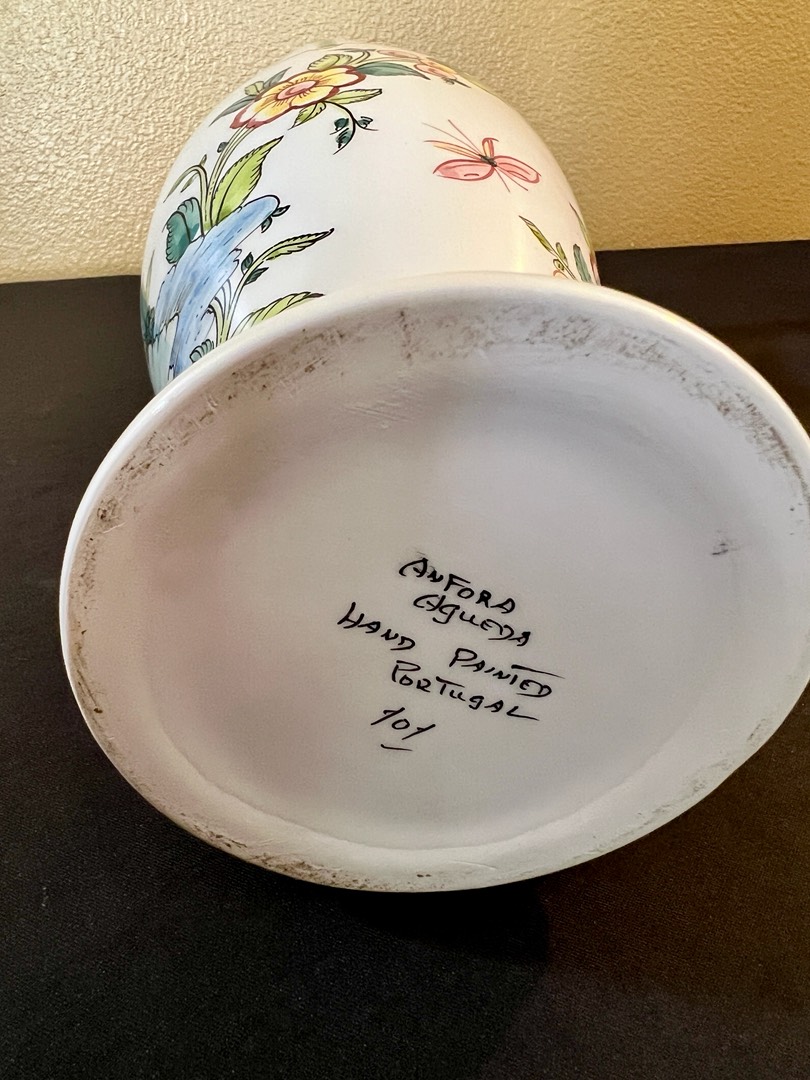 ANFORA
AGUEDA
HAND PAINTED
PORTUGAL
101